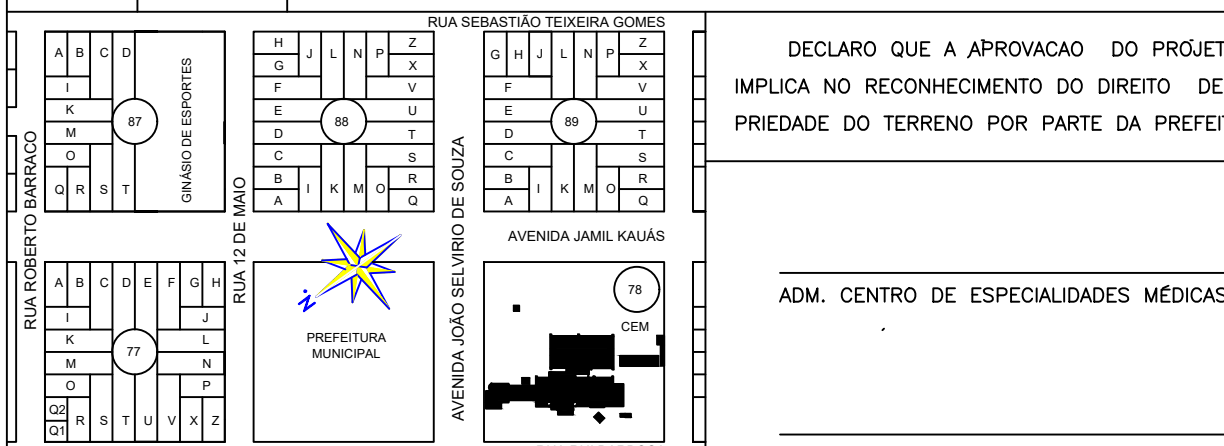 RUA SEBASTIÃO TEIXEIRA GOMES
A B C D
I
K
M
O
Q R S T
87
GINÁSIO DE ESPORTES
RUA ROBERTO BARRACO
RUA 12 DE MAIO
H J L N P Z
G X
F V
E U
D T
C S
B R
A I K M O Q
88
AVENIDA JOÃO SELVIRIO DE SOUZA
G H J L N P Z
X
F V
E U
D T
C S
B R
A I K M O Q
89
AVENIDA JAMIL KAUÁS
A B C D E F G H
I J
K L
M N
O P
Q2
Q1 R S T U V X Z
77
N
PREFEITURA
MUNICIPAL
78
CEM
DECLARO QUE A APROVACAO DO PROJET
IMPLICA NO RECONHECIMENTO DO DIREITO DE
PRIEDADE DO TERRENO POR PARTE DA PREFEI
ADM. CENTRO DE ESPECIALIDADES MÉDICAS